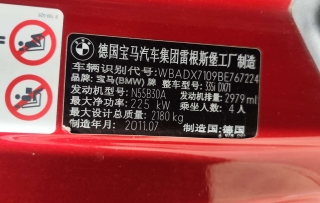 德国宝马汽车集团雷根斯堡工厂制造
车辆识别代号:WBADX7109BE767224
品牌: 宝马(BMW) 牌 整车型号: 335i DX71
发动机型号: N55B30A 发动机排量: 2979 ml
最大净功率: 225 kW 乘坐人数: 4 人
最大设计总质量: 2180 kg
制造年月: 2011.07 制造国: 德国